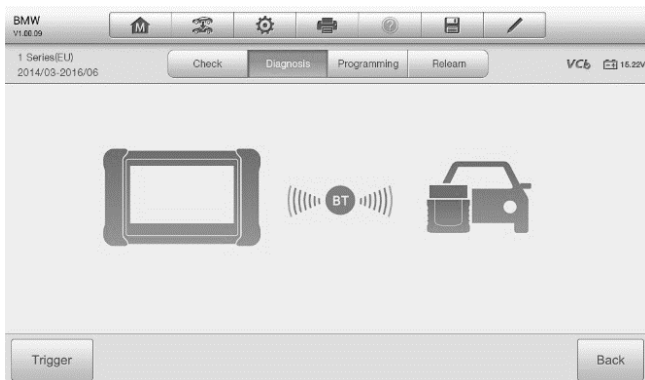 BMW
V1.00.09
M
1 Series(EU)
2014/03-2016/06
Check
Diagnosis
Programming
Relearn
VCb
15.22V
BT
Trigger
Back